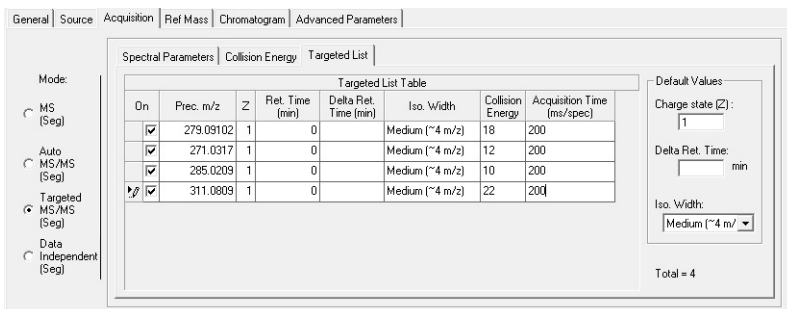 General Source Acquisition Ref Mass Chromatogram Advanced Parameters
Spectral Parameters Collision Energy Targeted List
Mode:
MS
(Seg)
Auto
MS/MS
(Seg)
Targeted
MS/MS
(Seg)
Data
Independent
(Seg)
Targeted List Table
On Prec. m/z Z Ret. Time (min) Delta Ret. Time (min) Iso. Width Collision Energy Acquisition Time (ms/spec)
279.09102 1 0 Medium (~4 m/z) 18 200
271.0317 1 0 Medium (~4 m/z) 12 200
285.0209 1 0 Medium (~4 m/z) 10 200
311.0809 1 0 Medium (~4 m/z) 22 200
Default Values
Charge state (Z) :
1
Delta Ret. Time:
min
Iso. Width:
Medium (~4 m/
Total = 4